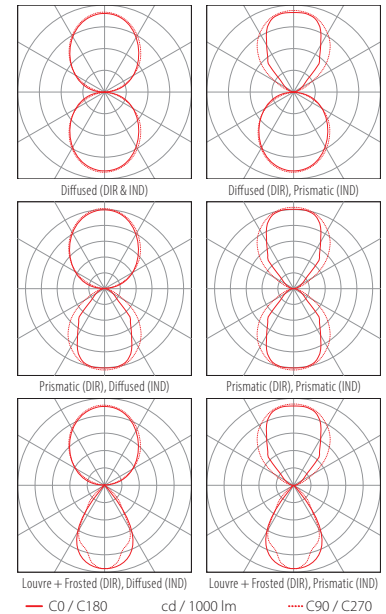 Diffused (DIR & IND)
Diffused (DIR), Prismatic (IND)
Prismatic (DIR), Diffused (IND)
Prismatic (DIR), Prismatic (IND)
Louvre + Frosted (DIR), Diffused (IND)
Louvre + Frosted (DIR), Prismatic (IND)
C0 / C180 cd / 1000 lm C90 / C270